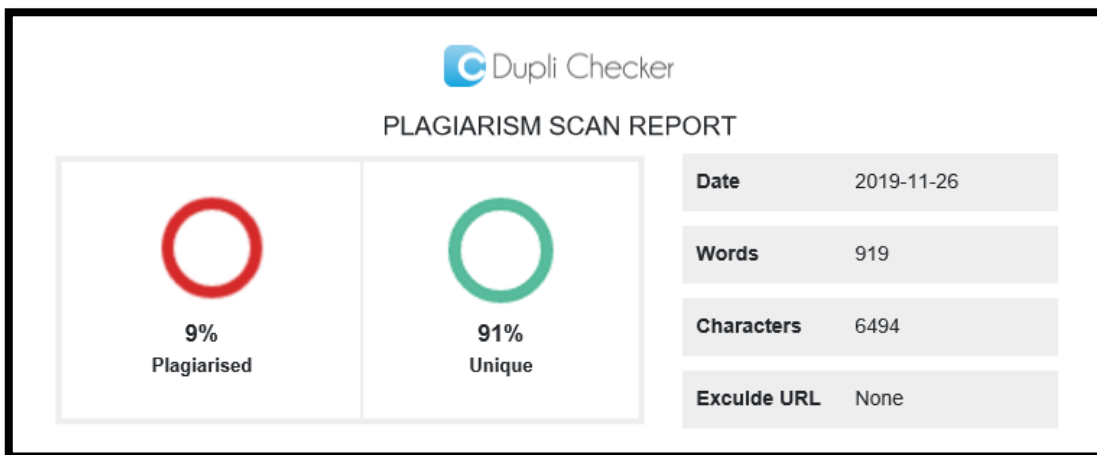 Dupli Checker
PLAGIARISM SCAN REPORT
9%
Plagiarised
91%
Unique
Date 2019-11-26
Words 919
Characters 6494
Exculde URL None